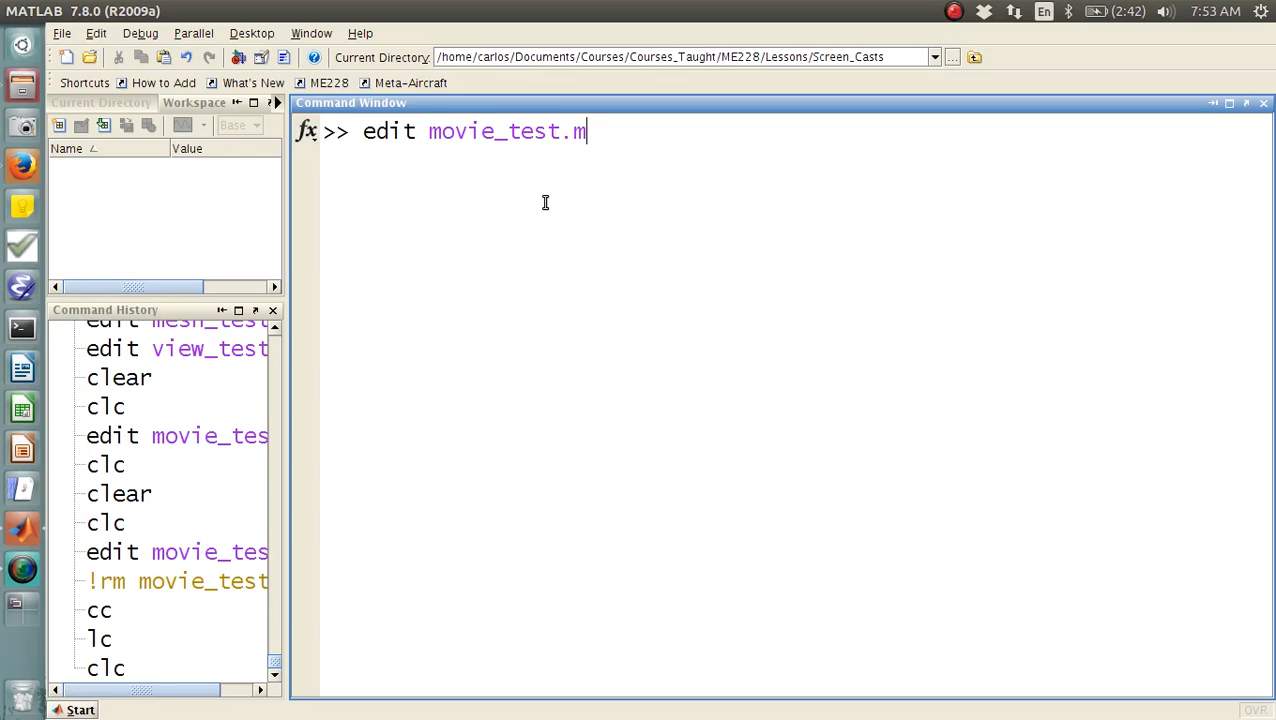 MATLAB 7.8.0 (R2009a)
En
(2:42)
7:53 AM
File Edit Debug Parallel Desktop Window Help
Current Directory:
/home/carlos/Documents/Courses/Courses_Taught/ME228/Lessons/Screen_Casts
...
Shortcuts How to Add What's New ME228 Meta-Aircraft
Current Directory Workspace
Base
Name Value
Command Window
fx >> edit movie_test.m
Command History
edit mesh_test
edit view_test
clear
clc
edit movie_tes
clc
clear
clc
edit movie_tes
!rm movie_test
cc
lc
clc
Start
OVR